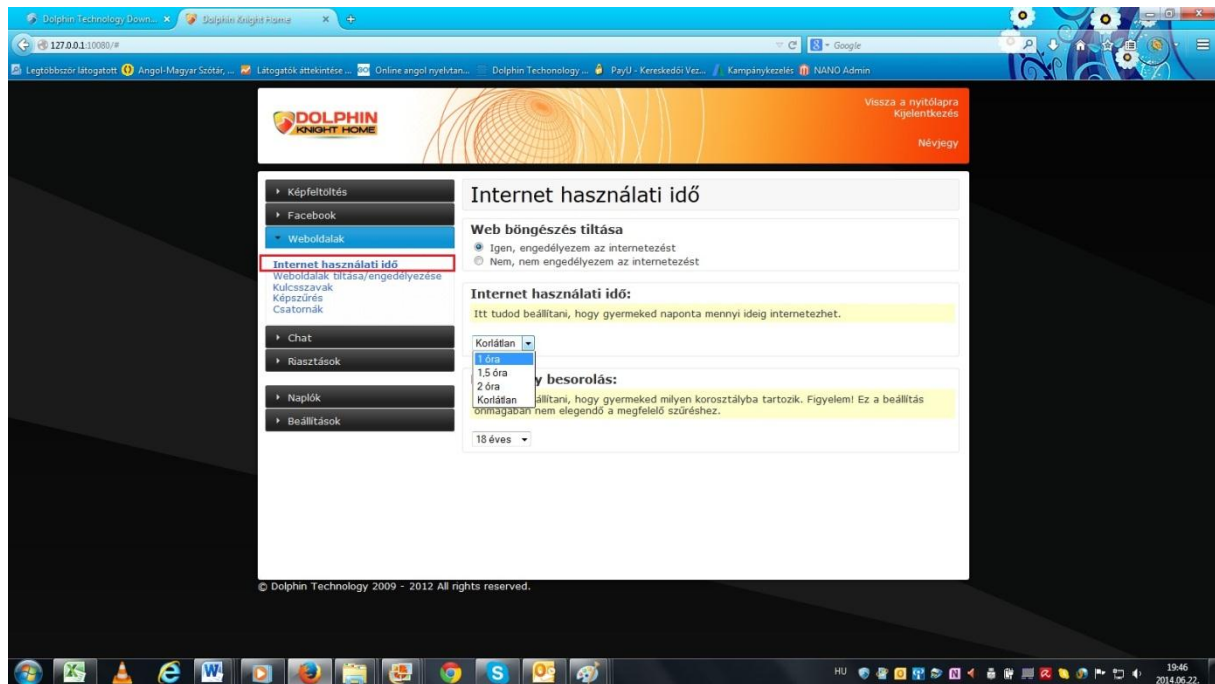 Dolphin Technology Down...
Dolphin Knight Home
127.0.0.1:10080/#
Google
Legtöbbször látogatott
Angol-Magyar Szótár, ...
Látogatók áttekintése ...
Online angol nyelvtan...
Dolphin Techonology ...
PayU - Kereskedői Vez...
Kampánykezelés
NANO Admin
DOLPHIN
KNIGHT HOME
Vissza a nyitólapra
Kijelentkezés
Névjegy
Képfeltöltés
Facebook
Weboldalak
Internet használati idő
Weboldalak tiltása/engedélyezése
Kulcsszavak
Képszűrés
Csatornák
Chat
Riasztások
Naplók
Beállítások
Internet használati idő
Web böngészés tiltása
Igen, engedélyezem az internetezést
Nem, nem engedélyezem az internetezést
Internet használati idő:
Itt tudod beállítani, hogy gyermeked naponta mennyi ideig internetezhet.
Korlátlan
1 óra
1,5 óra
2 óra
Korlátlan
y besorolás:
állítani, hogy gyermeked milyen korosztályba tartozik. Figyelem! Ez a beállítás
önmagában nem elegendő a megfelelő szűréshez.
18 éves
© Dolphin Technology 2009 - 2012 All rights reserved.
HU
19:46
2014.06.22.